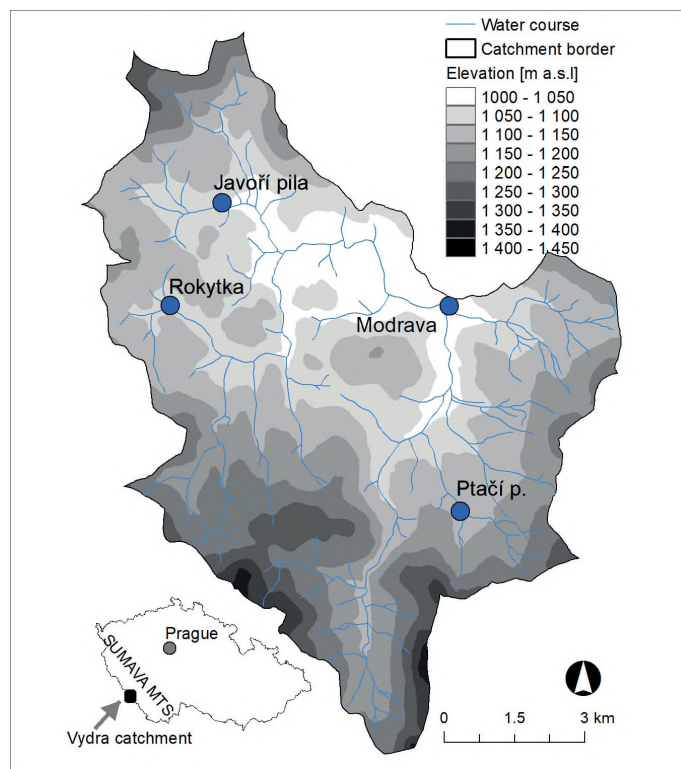 Water course
Catchment border
Elevation [m a.s.l]
1000 - 1 050
1 050 - 1 100
1 100 - 1 150
1 150 - 1 200
1 200 - 1 250
1 250 - 1 300
1 300 - 1 350
1 350 - 1 400
1 400 - 1 450
Javoří pila
Rokytka
Modrava
Ptačí p.
Prague
SUMAVA MTS
Vydra catchment
0 1.5 3 km